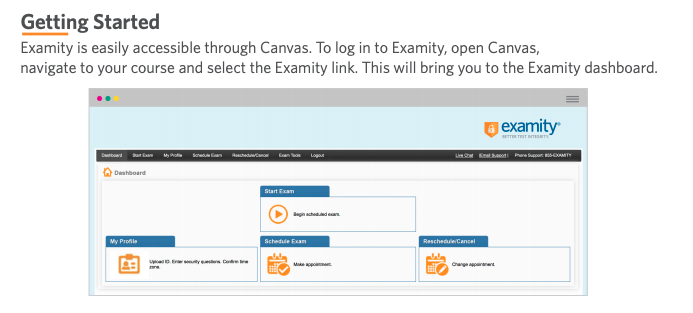 Getting Started
Examity is easily accessible through Canvas. To log in to Examity, open Canvas,
navigate to your course and select the Examity link. This will bring you to the Examity dashboard.
examity®
BETTER TEST INTEGRITY
Dashboard Start Exam My Profile Schedule Exam Reschedule/Cancel Exam Tools Logout Live Chat |Email Support| Phone Support: 855-EXAMITY
Dashboard
Start Exam
Begin scheduled exam.
My Profile Schedule Exam Reschedule/Cancel
Upload ID. Enter security questions. Confirm time
zone.
Make appointment.
Change appointment.